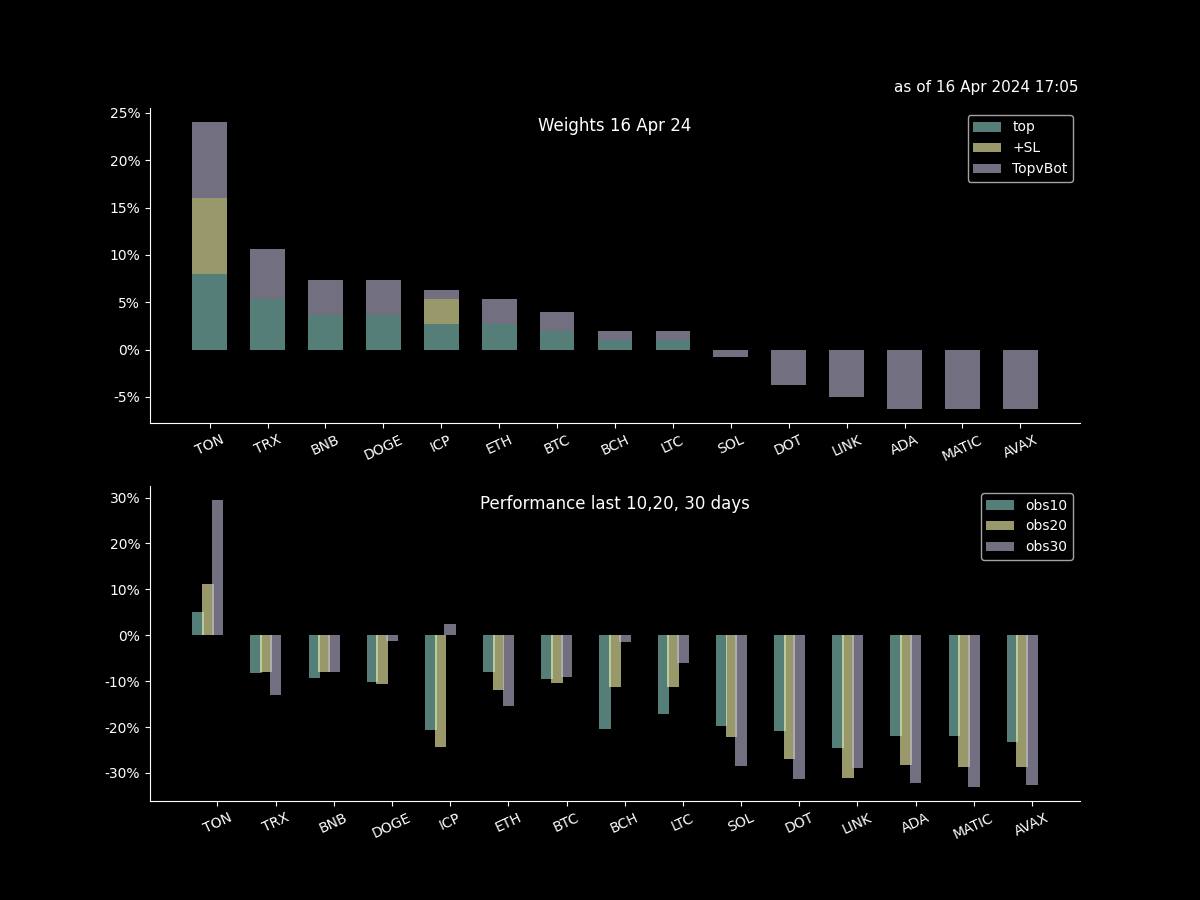 as of 16 Apr 2024 17:05
Weights 16 Apr 24
top
+SL
TopvBot
25%
20%
15%
10%
5%
0%
-5%
TON TRX BNB DOGE ICP ETH BTC BCH LTC SOL DOT LINK ADA MATIC AVAX
Performance last 10,20, 30 days
obs10
obs20
obs30
30%
20%
10%
0%
-10%
-20%
-30%
TON TRX BNB DOGE ICP ETH BTC BCH LTC SOL DOT LINK ADA MATIC AVAX